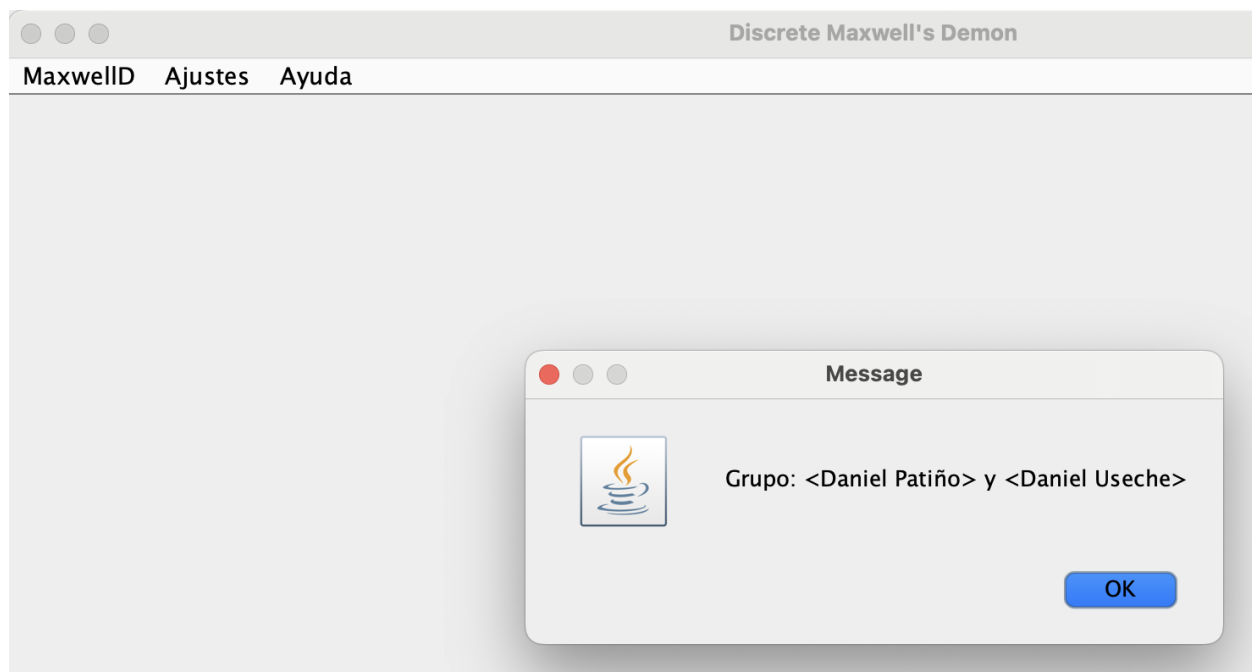 Discrete Maxwell's Demon
MaxwellD Ajustes Ayuda
Message
Grupo: <Daniel Patiño> y <Daniel Useche>
OK